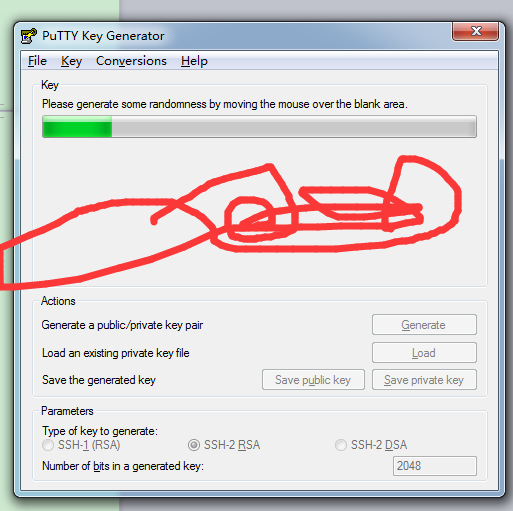 PuTTY Key Generator
File Key Conversions Help
Key
Please generate some randomness by moving the mouse over the blank area.
Actions
Generate a public/private key pair
Generate
Load an existing private key file
Load
Save the generated key
Save public key
Save private key
Parameters
Type of key to generate:
SSH-1 (RSA)
SSH-2 RSA
SSH-2 DSA
Number of bits in a generated key:
2048